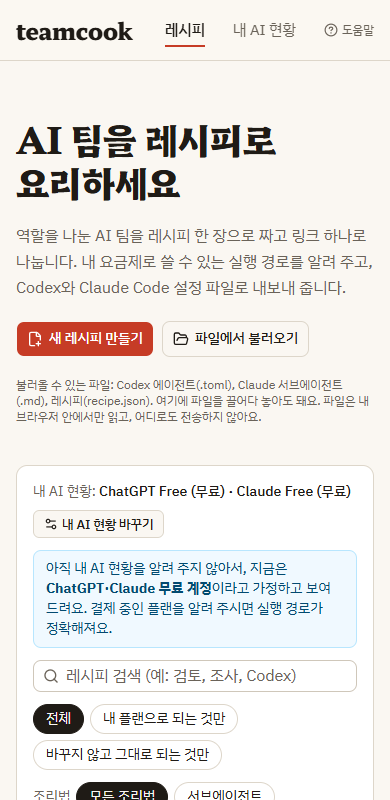 teamcook 레시피 내 AI 현황 도움말
AI 팀을 레시피로
요리하세요
역할을 나눈 AI 팀을 레시피 한 장으로 짜고 링크 하나로
나눕니다. 내 요금제로 쓸 수 있는 실행 경로를 알려 주고,
Codex와 Claude Code 설정 파일로 내보내 줍니다.
새 레시피 만들기 파일에서 불러오기
불러올 수 있는 파일: Codex 에이전트(.toml), Claude 서브에이전트
(.md), 레시피(recipe.json). 여기에 파일을 끌어다 놓아도 돼요. 파일은 내
브라우저 안에서만 읽고, 어디로도 전송하지 않아요.
내 AI 현황: ChatGPT Free (무료) · Claude Free (무료)
내 AI 현황 바꾸기
아직 내 AI 현황을 알려 주지 않아서, 지금은
ChatGPT·Claude 무료 계정이라고 가정하고 보여
드려요. 결제 중인 플랜을 알려 주시면 실행 경로가
정확해져요.
레시피 검색 (예: 검토, 조사, Codex)
전체 내 플랜으로 되는 것만
바꾸지 않고 그대로 되는 것만
조리법 모든 조리법 서브에이전트